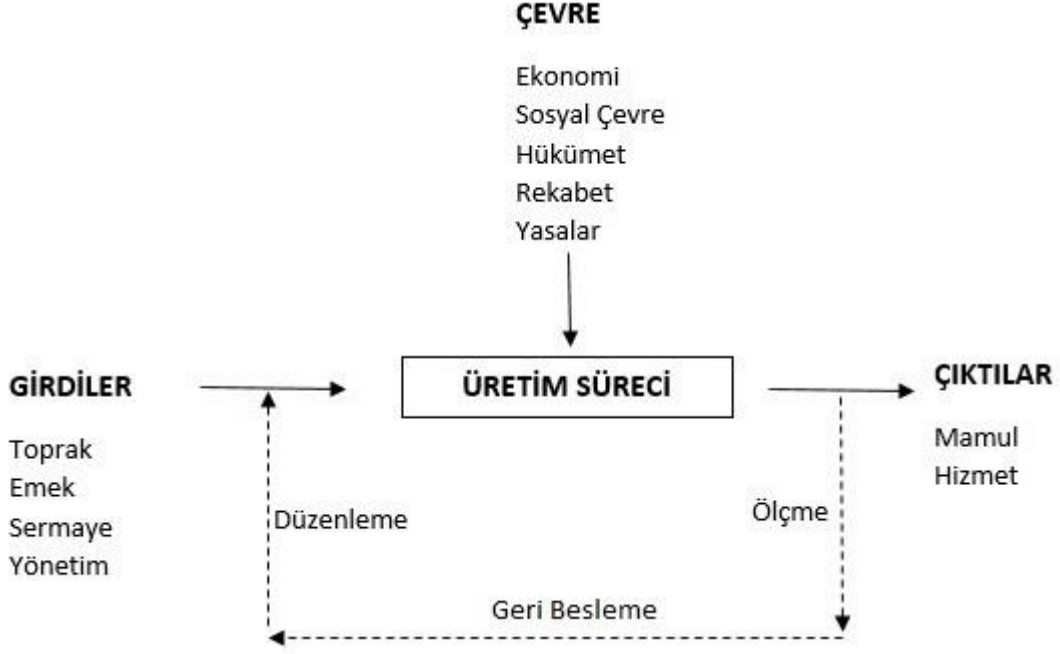 ÇEVRE
Ekonomi
Sosyal Çevre
Hükümet
Rekabet
Yasalar
GİRDİLER
Toprak
Emek
Sermaye
Yönetim
ÜRETİM SÜRECİ
ÇIKTILAR
Mamul
Hizmet
Düzenleme
Ölçme
Geri Besleme